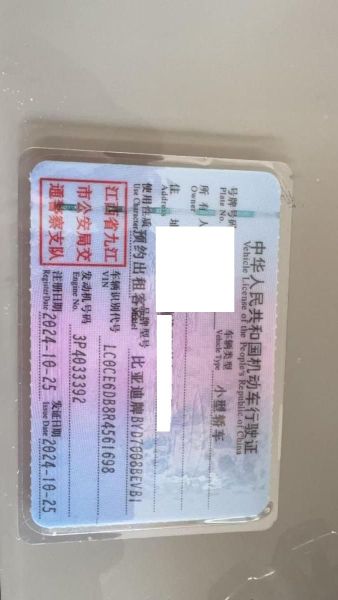 中华人民共和国机动车行驶证
Vehicle License of the People's Republic of China
号牌号码
Plate No.
车辆类型 小型轿车
Vehicle Type
所有人
Owner
住址
Address
使用性质 预约出租客运
Use Character
品牌型号 比亚迪牌BYD7008BEVB1
Model
江西省九江
市公安局交
通警察支队
车辆识别代号 LC0CE6DB8R4561698
VIN
发动机号码 3P4033392
Engine No.
注册日期 2024-10-25
Register Date
发证日期 2024-10-25
Issue Date